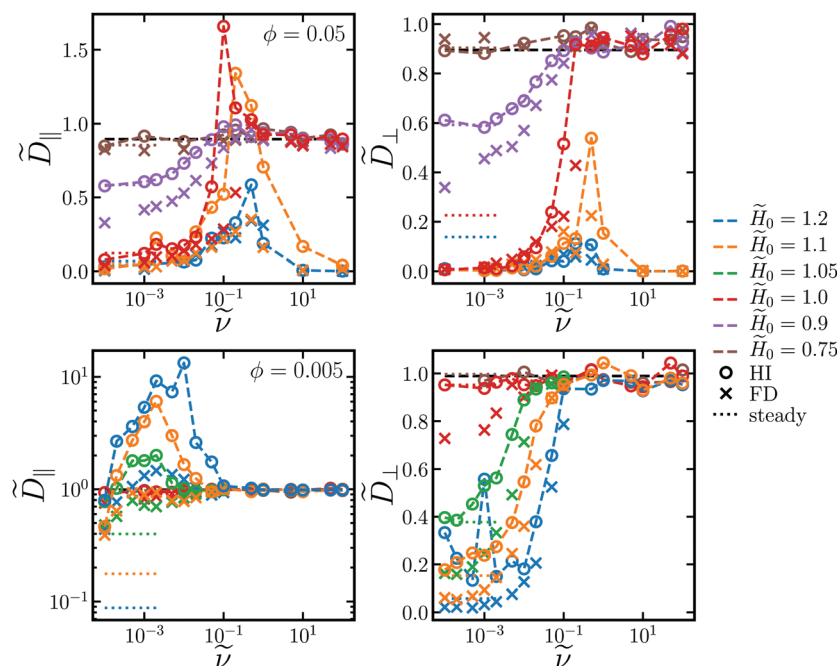 ϕ = 0.05
1.5
1.0
0.5
0.0
D̃∥
10⁻³ 10⁻¹ 10¹
ν̃
1.0
0.8
0.6
0.4
0.2
0.0
D̃⊥
10⁻³ 10⁻¹ 10¹
ν̃
H̃₀ = 1.2
H̃₀ = 1.1
H̃₀ = 1.05
H̃₀ = 1.0
H̃₀ = 0.9
H̃₀ = 0.75
HI
FD
steady
ϕ = 0.005
10¹
10⁰
10⁻¹
D̃∥
10⁻³ 10⁻¹ 10¹
ν̃
1.0
0.8
0.6
0.4
0.2
0.0
D̃⊥
10⁻³ 10⁻¹ 10¹
ν̃